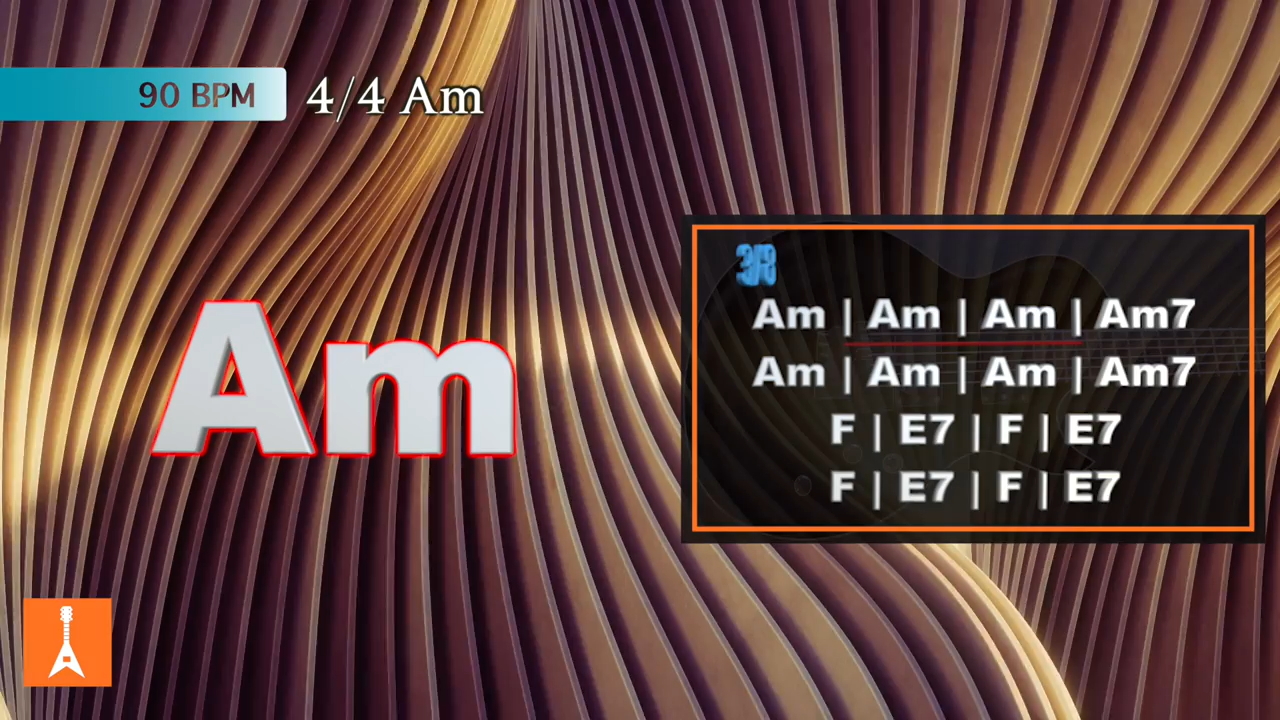 90 BPM
4/4 Am
Am
3/8
Am | Am | Am | Am7
Am | Am | Am | Am7
F | E7 | F | E7
F | E7 | F | E7